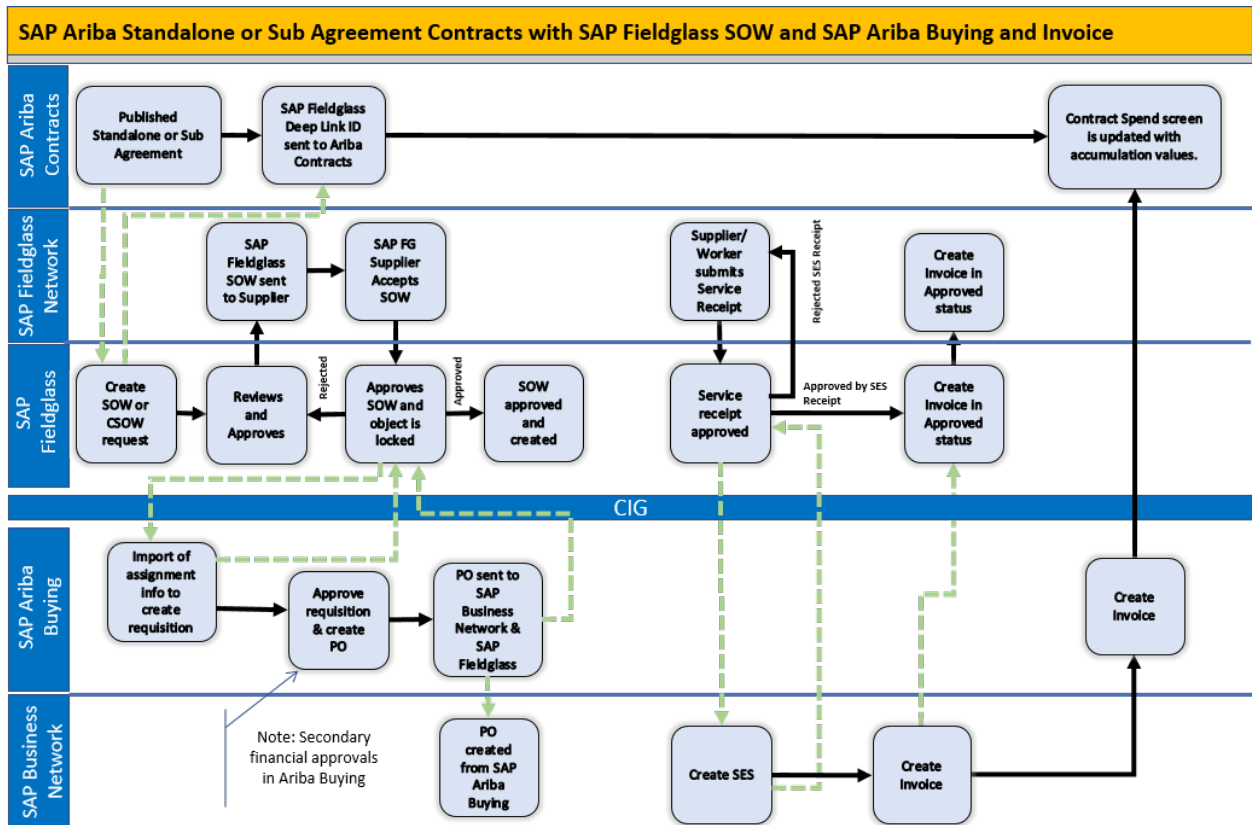 SAP Ariba Standalone or Sub Agreement Contracts with SAP Fieldglass SOW and SAP Ariba Buying and Invoice
SAP Ariba
Contracts
Published
Standalone or Sub
Agreement
SAP Fieldglass
Deep Link ID
sent to Ariba
Contracts
Contract Spend screen
is updated with
accumulation values.
SAP Fieldglass
Network
SAP
Fieldglass
SOW sent
to Supplier
SAP FG
Supplier
Accepts
SOW
Supplier/
Worker
submits
Service
Receipt
Rejected SES Receipt
Create
Invoice in
Approved
status
SAP
Fieldglass
Create
SOW or
CSOW
request
Reviews
and
Approves
Rejected
Approves
SOW and
object is
locked
Approved
SOW
approved
and
created
Service
receipt
approved
Approved by SES
Receipt
Create
Invoice in
Approved
status
CIG
SAP Ariba
Buying
Import of
assignment
info to
create
requisition
Approve
requisition
& create
PO
PO sent to
SAP
Business
Network &
SAP
Fieldglass
Create
Invoice
SAP Business
Network
Note: Secondary
financial approvals
in Ariba Buying
PO
created
from SAP
Ariba
Buying
Create SES
Create
Invoice